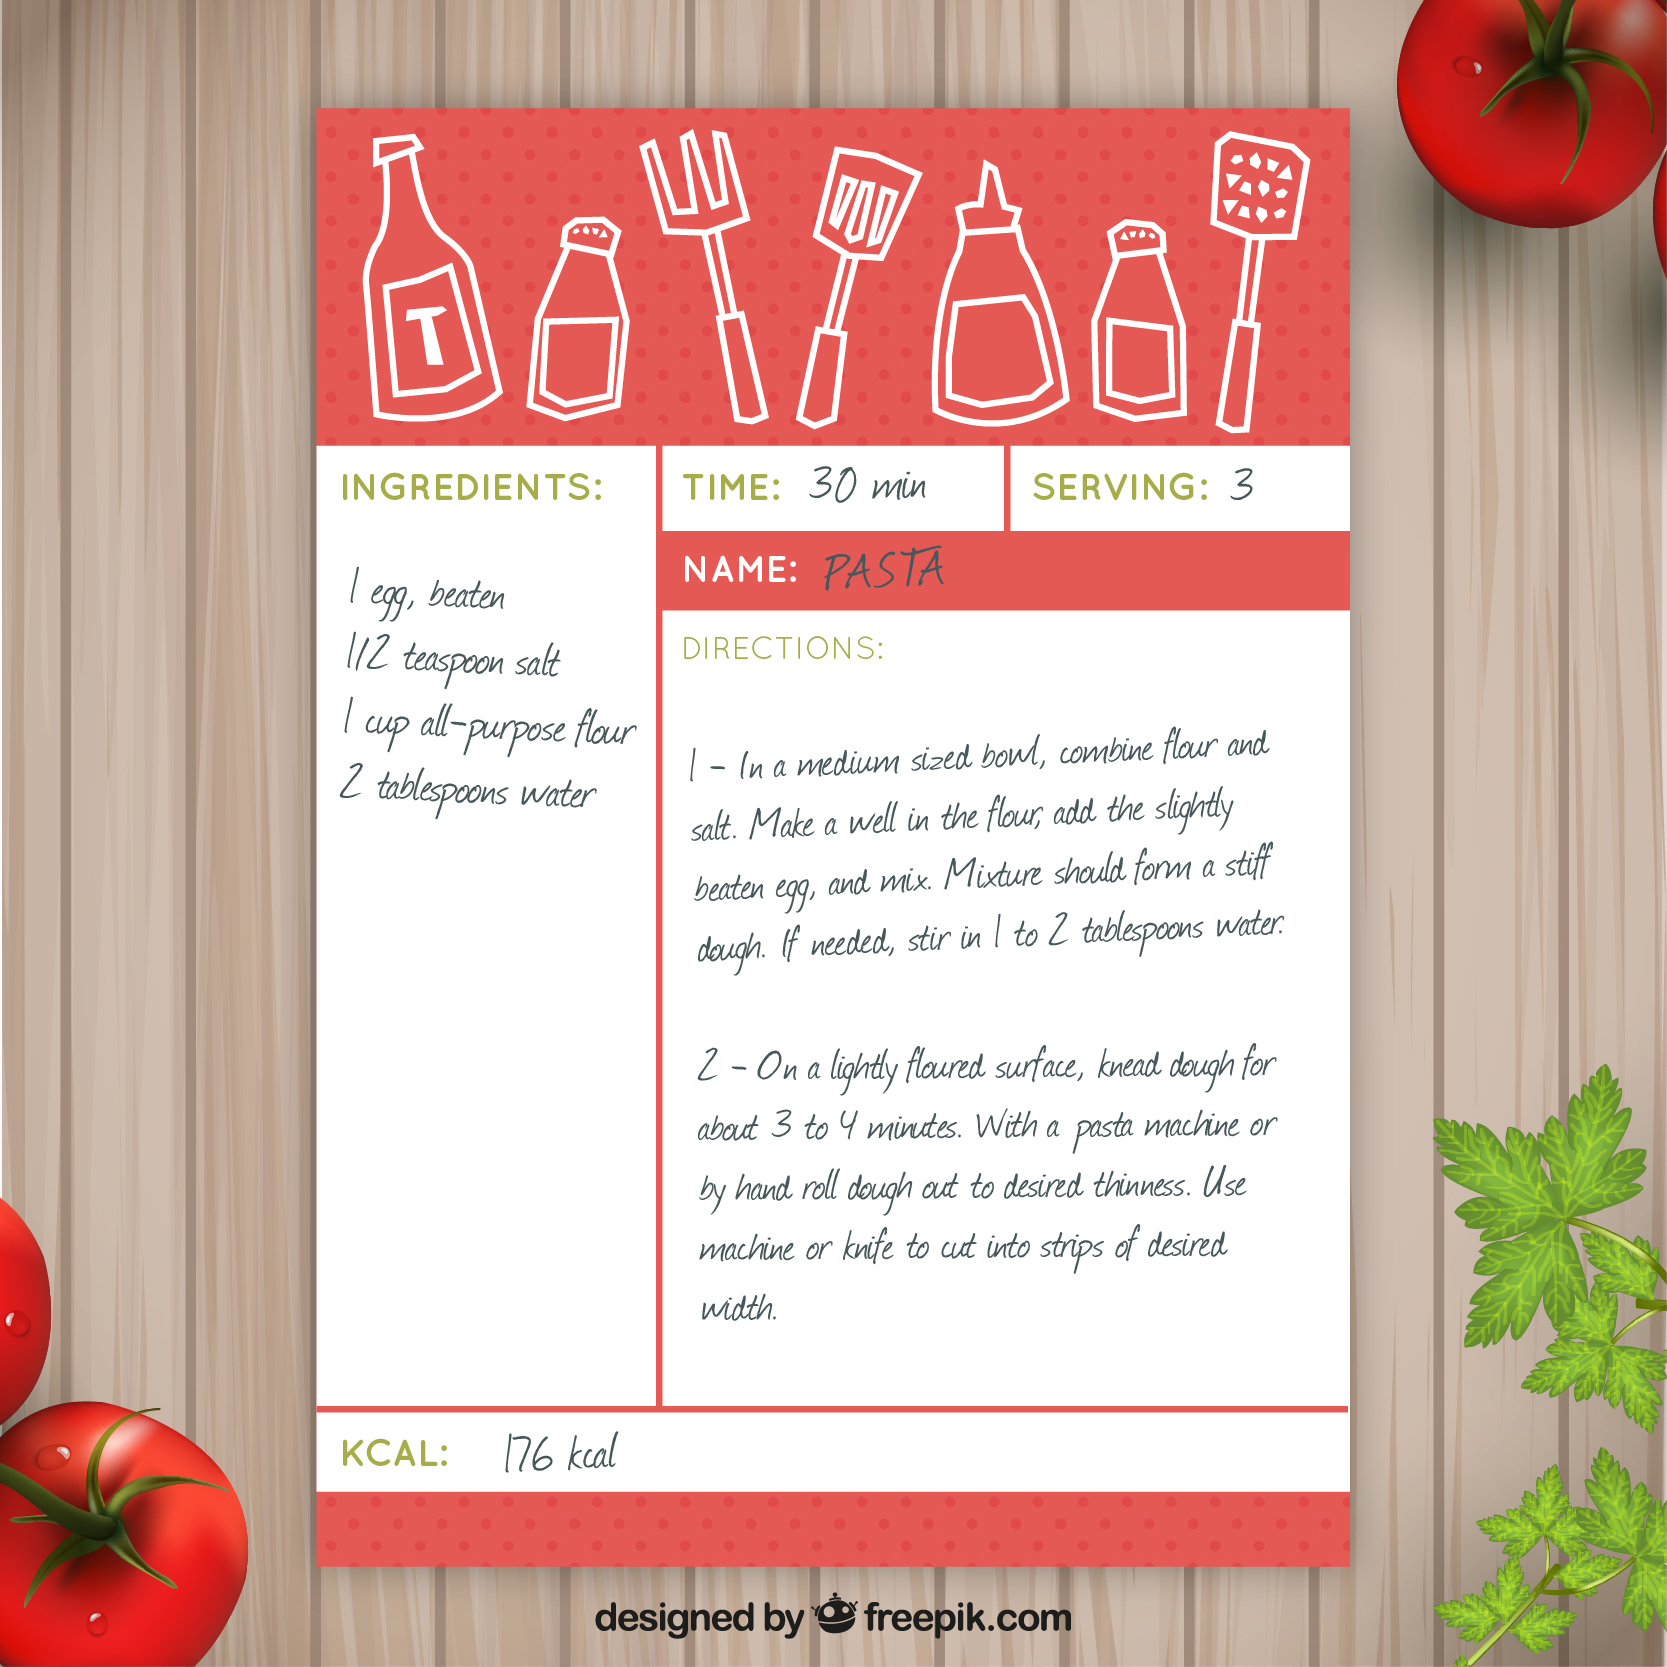 T
INGREDIENTS:
1 egg, beaten
1/2 teaspoon salt
1 cup all-purpose flour
2 tablespoons water
TIME: 30 min
SERVING: 3
NAME: PASTA
DIRECTIONS:
1 - In a medium sized bowl, combine flour and
salt. Make a well in the flour, add the slightly
beaten egg, and mix. Mixture should form a stiff
dough. If needed, stir in 1 to 2 tablespoons water.
2 - On a lightly floured surface, knead dough for
about 3 to 4 minutes. With a pasta machine or
by hand roll dough out to desired thinness. Use
machine or knife to cut into strips of desired
width.
KCAL: 176 kcal
designed by freepik.com